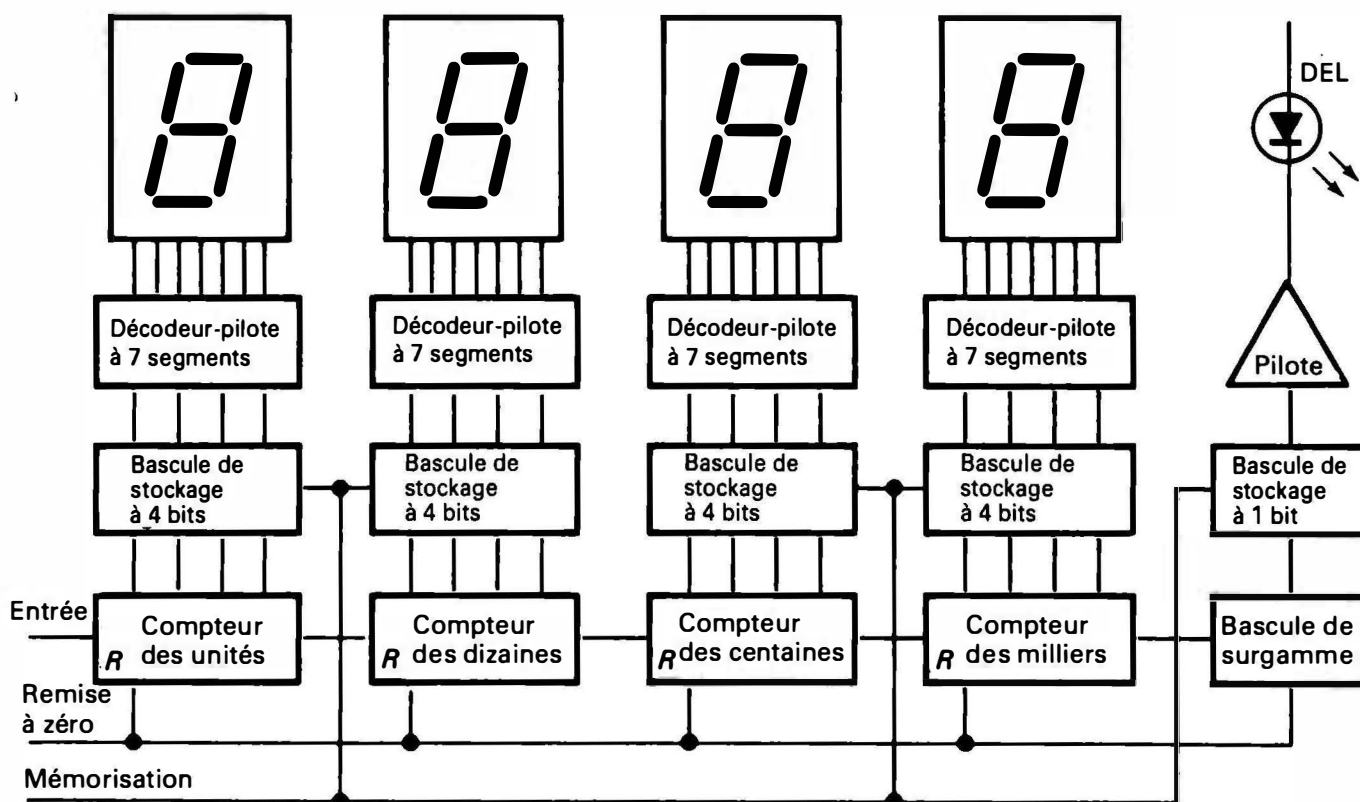 DEL
Décodeur-pilote
à 7 segments
Décodeur-pilote
à 7 segments
Décodeur-pilote
à 7 segments
Décodeur-pilote
à 7 segments
Pilote
Bascule de
stockage
à 4 bits
Bascule de
stockage
à 4 bits
Bascule de
stockage
à 4 bits
Bascule de
stockage
à 4 bits
Bascule de
stockage
à 1 bit
Entrée
R Compteur
des unités
R Compteur
des dizaines
R Compteur
des centaines
R Compteur
des milliers
Bascule de
surgamme
Remise
à zéro
Mémorisation